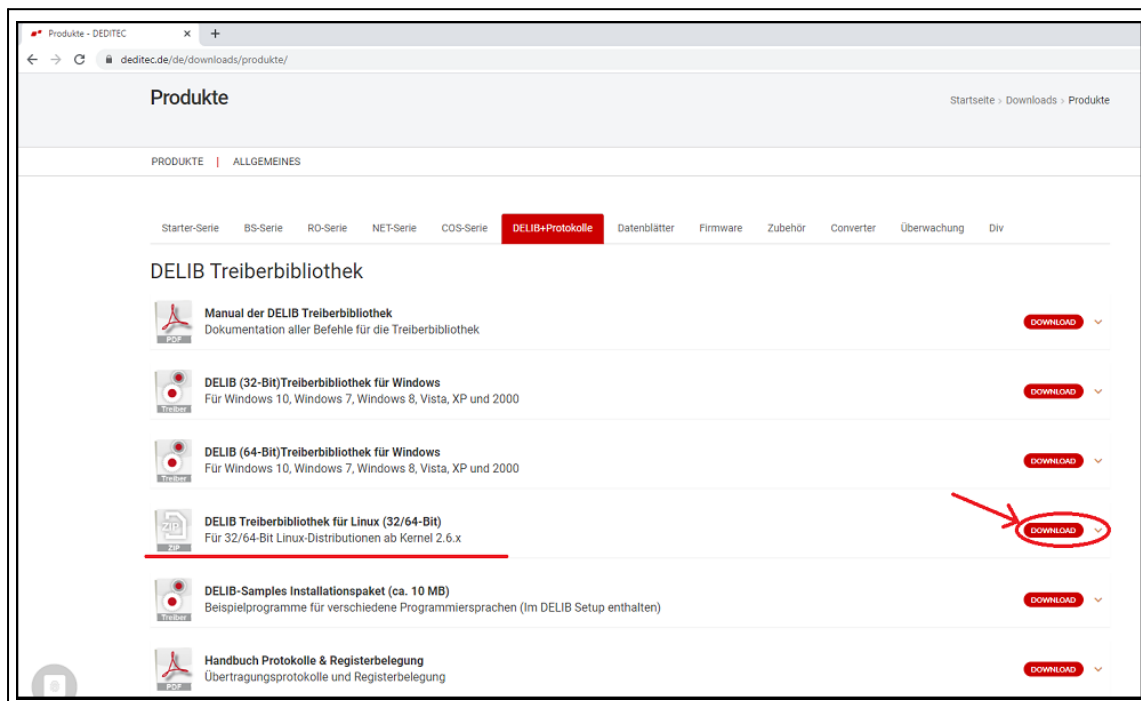 Produkte - DEDITEC
deditec.de/de/downloads/produkte/
Produkte
Startseite > Downloads > Produkte
PRODUKTE | ALLGEMEINES
Starter-Serie BS-Serie RO-Serie NET-Serie COS-Serie DELIB+Protokolle Datenblätter Firmware Zubehör Converter Überwachung Div
DELIB Treiberbibliothek
Manual der DELIB Treiberbibliothek
Dokumentation aller Befehle für die Treiberbibliothek
PDF
DOWNLOAD
DELIB (32-Bit)Treiberbibliothek für Windows
Für Windows 10, Windows 7, Windows 8, Vista, XP und 2000
Treiber
DOWNLOAD
DELIB (64-Bit)Treiberbibliothek für Windows
Für Windows 10, Windows 7, Windows 8, Vista, XP und 2000
Treiber
DOWNLOAD
DELIB Treiberbibliothek für Linux (32/64-Bit)
Für 32/64-Bit Linux-Distributionen ab Kernel 2.6.x
ZIP
ZIP
DOWNLOAD
DELIB-Samples Installationspaket (ca. 10 MB)
Beispielprogramme für verschiedene Programmiersprachen (Im DELIB Setup enthalten)
Treiber
DOWNLOAD
Handbuch Protokolle & Registerbelegung
Übertragungsprotokolle und Registerbelegung
PDF
DOWNLOAD